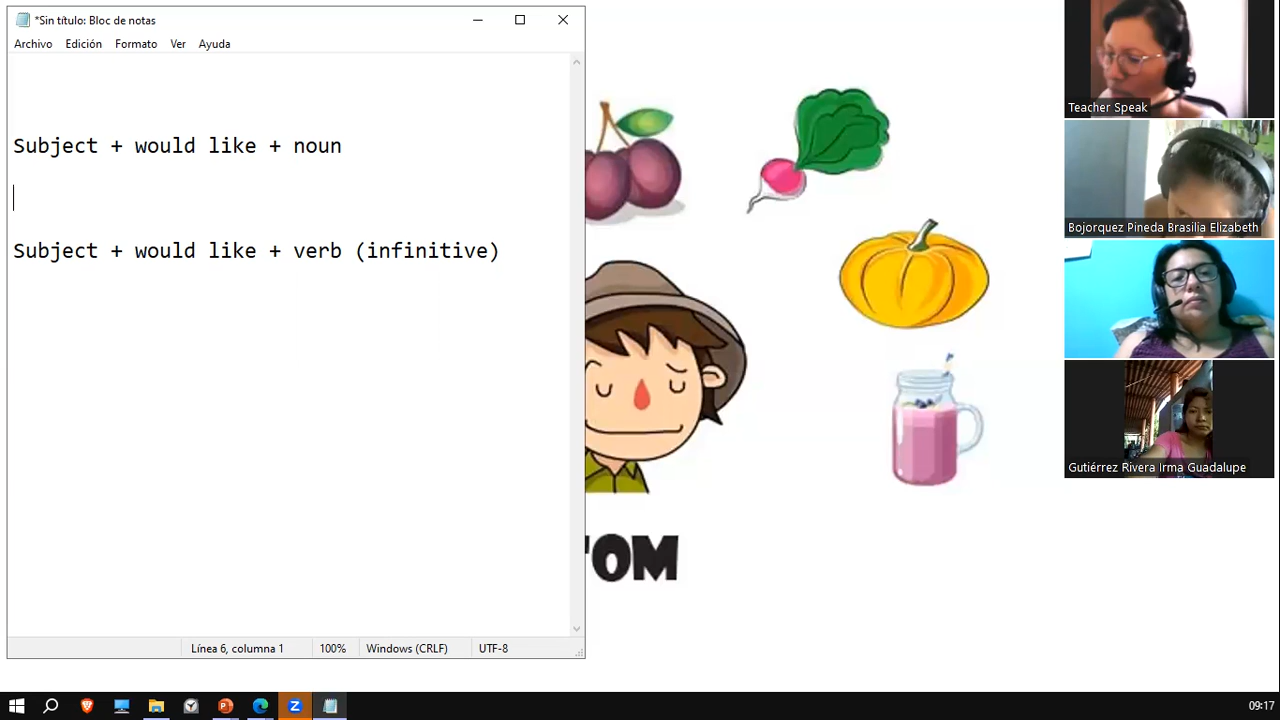 *Sin título: Bloc de notas
Archivo Edición Formato Ver Ayuda
Subject + would like + noun
Subject + would like + verb (infinitive)
Línea 6, columna 1 100% Windows (CRLF) UTF-8
TOM
Teacher Speak
Bojorquez Pineda Brasilia Elizabeth
Gutiérrez Rivera Irma Guadalupe
09:17